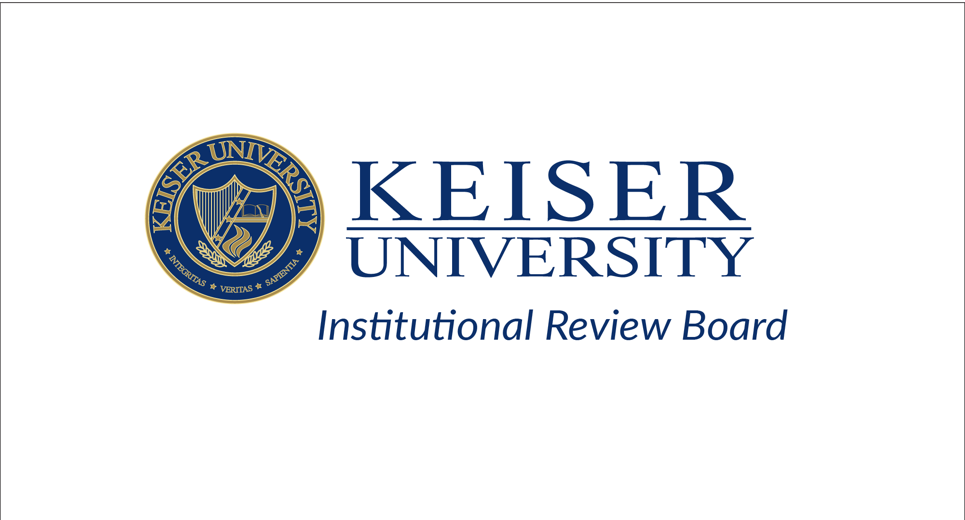 KEISER UNIVERSITY
★ INTEGRITAS ★ VERITAS ★ SAPIENTIA ★
KEISER
UNIVERSITY
Institutional Review Board